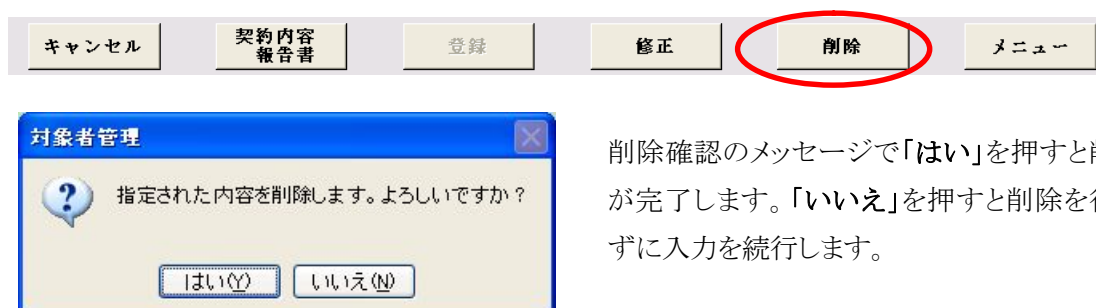 キャンセル 契約内容 報告書 登録 修正 削除 メニュー
対象者管理
指定された内容を削除します。よろしいですか？
はい(Y) いいえ(N)
削除確認のメッセージで「はい」を押すと削
が完了します。「いいえ」を押すと削除を行
ずに入力を続行します。